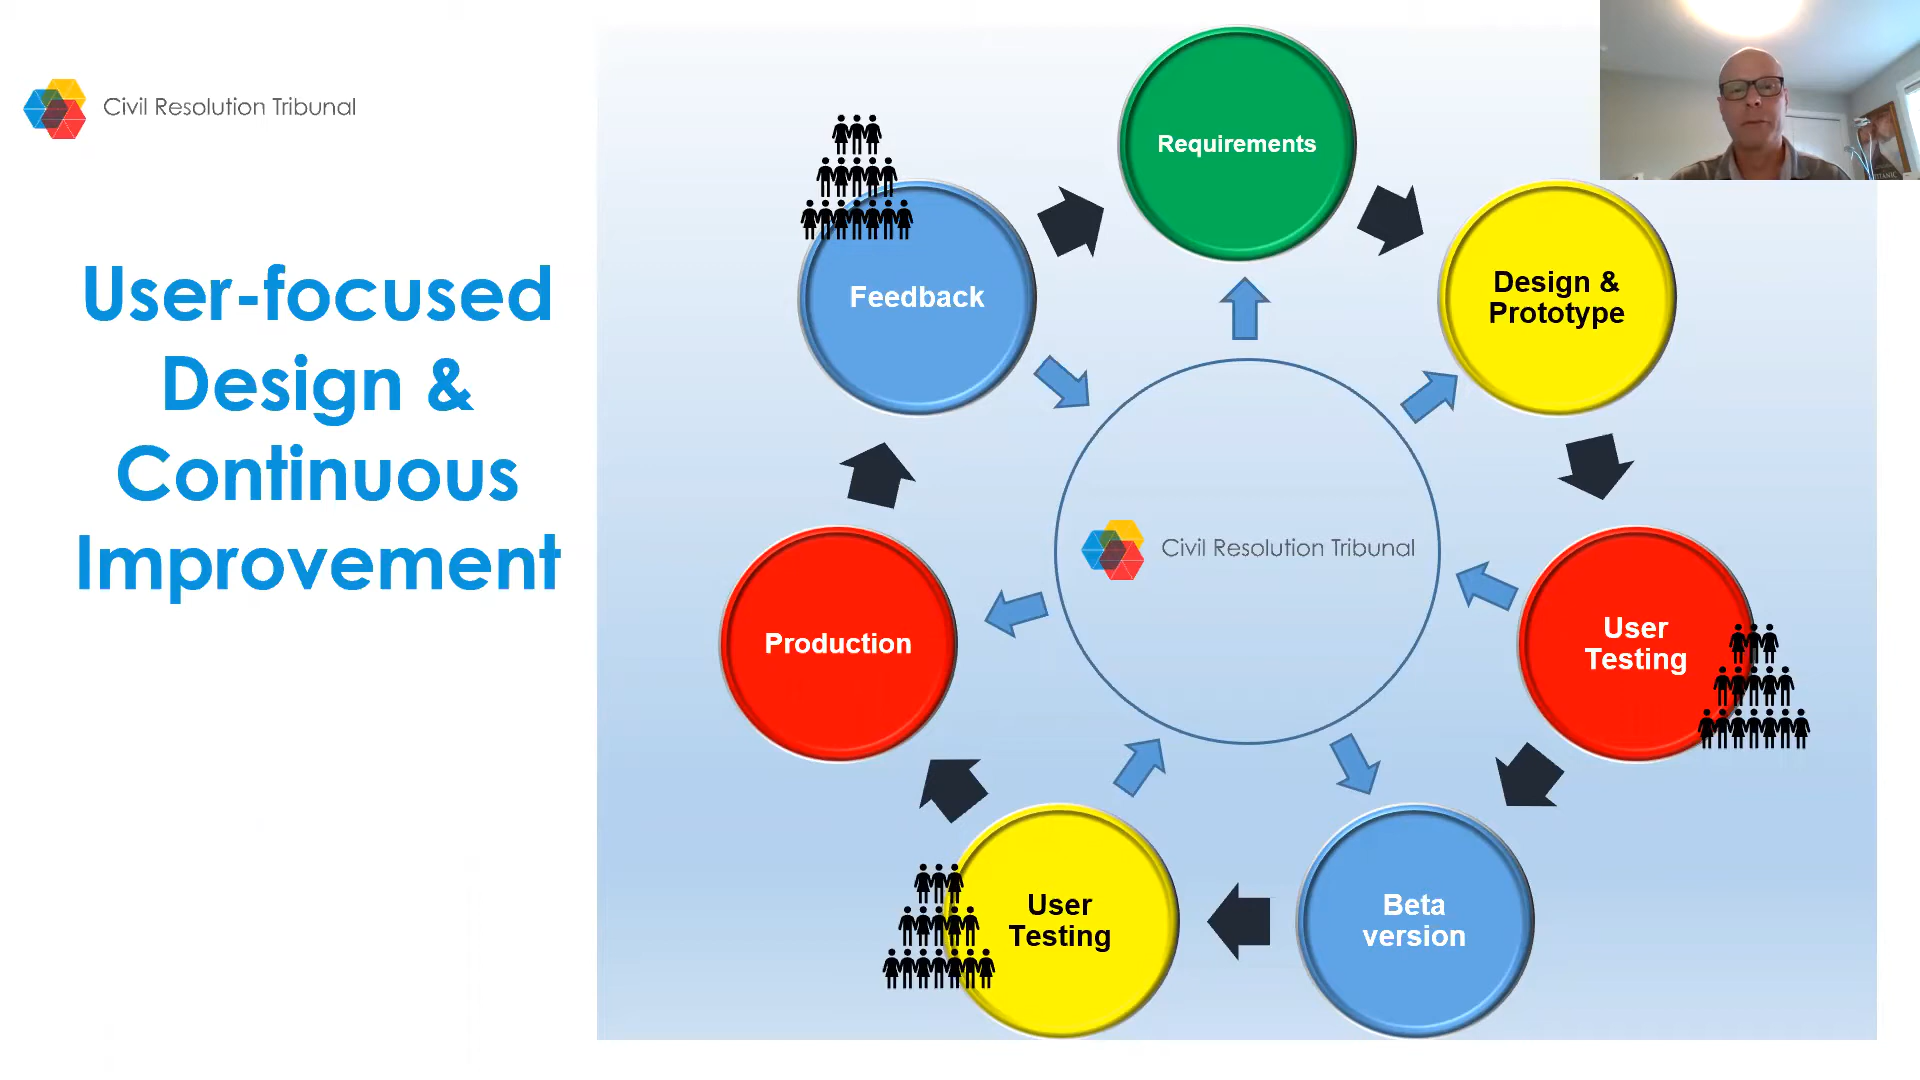 Civil Resolution Tribunal
User-focused
Design &
Continuous
Improvement
Requirements
Design &
Prototype
User
Testing
Beta
version
User
Testing
Production
Feedback
Civil Resolution Tribunal
TITANIC